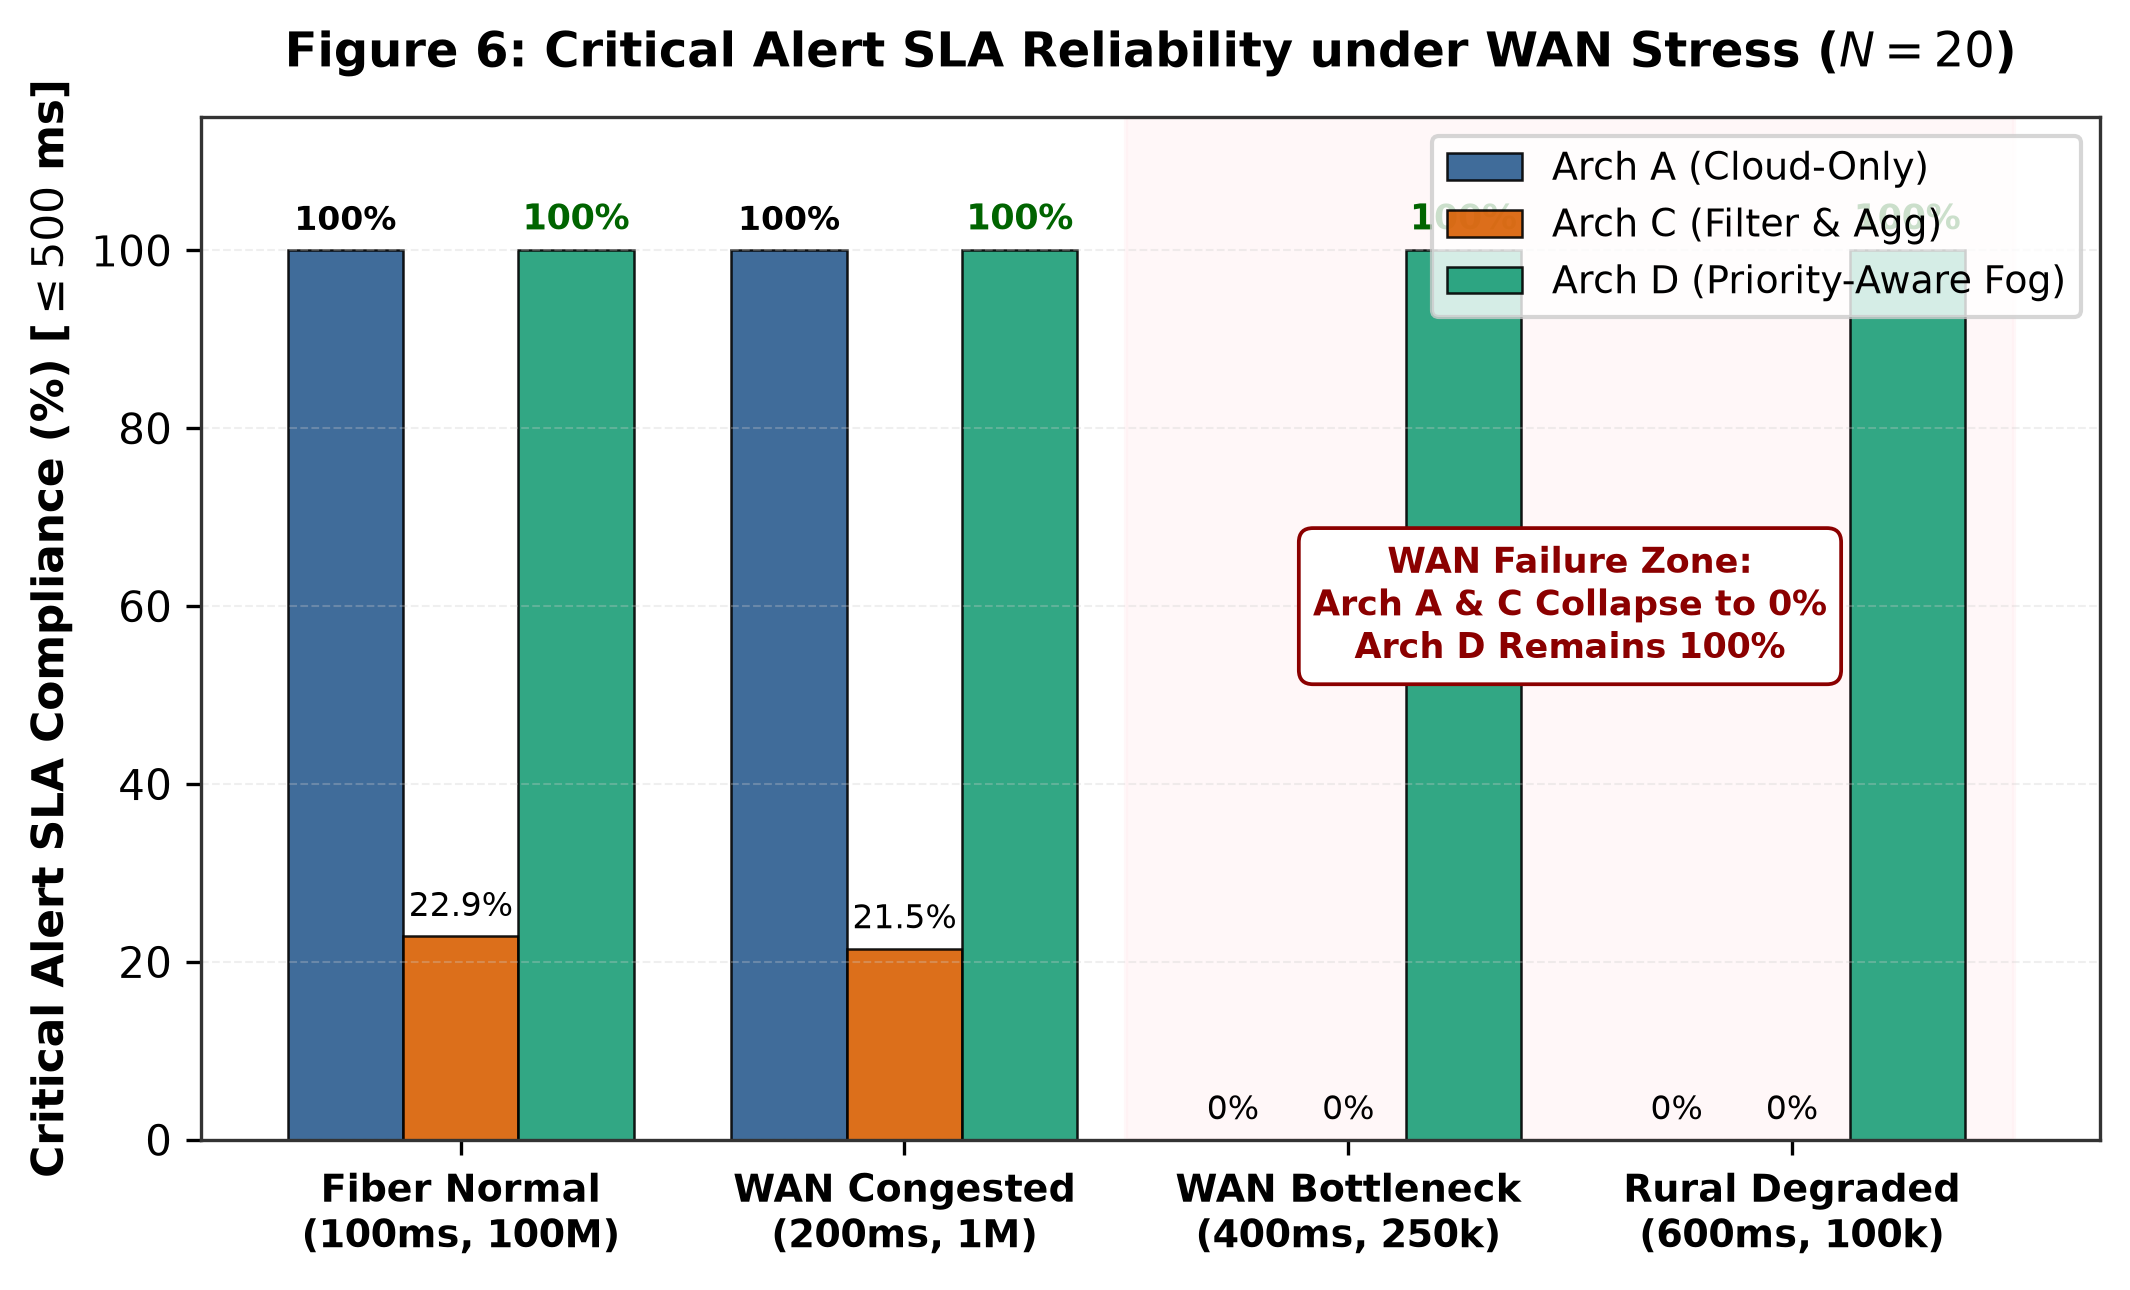 Figure 6: Critical Alert SLA Reliability under WAN Stress (N = 20)
Critical Alert SLA Compliance (%) [≤ 500 ms]
100
80
60
40
20
0
Arch A (Cloud-Only)
Arch C (Filter & Agg)
Arch D (Priority-Aware Fog)
100%
22.9%
100%
100%
21.5%
100%
0%
0%
100%
0%
0%
100%
WAN Failure Zone:
Arch A & C Collapse to 0%
Arch D Remains 100%
Fiber Normal
(100ms, 100M)
WAN Congested
(200ms, 1M)
WAN Bottleneck
(400ms, 250k)
Rural Degraded
(600ms, 100k)